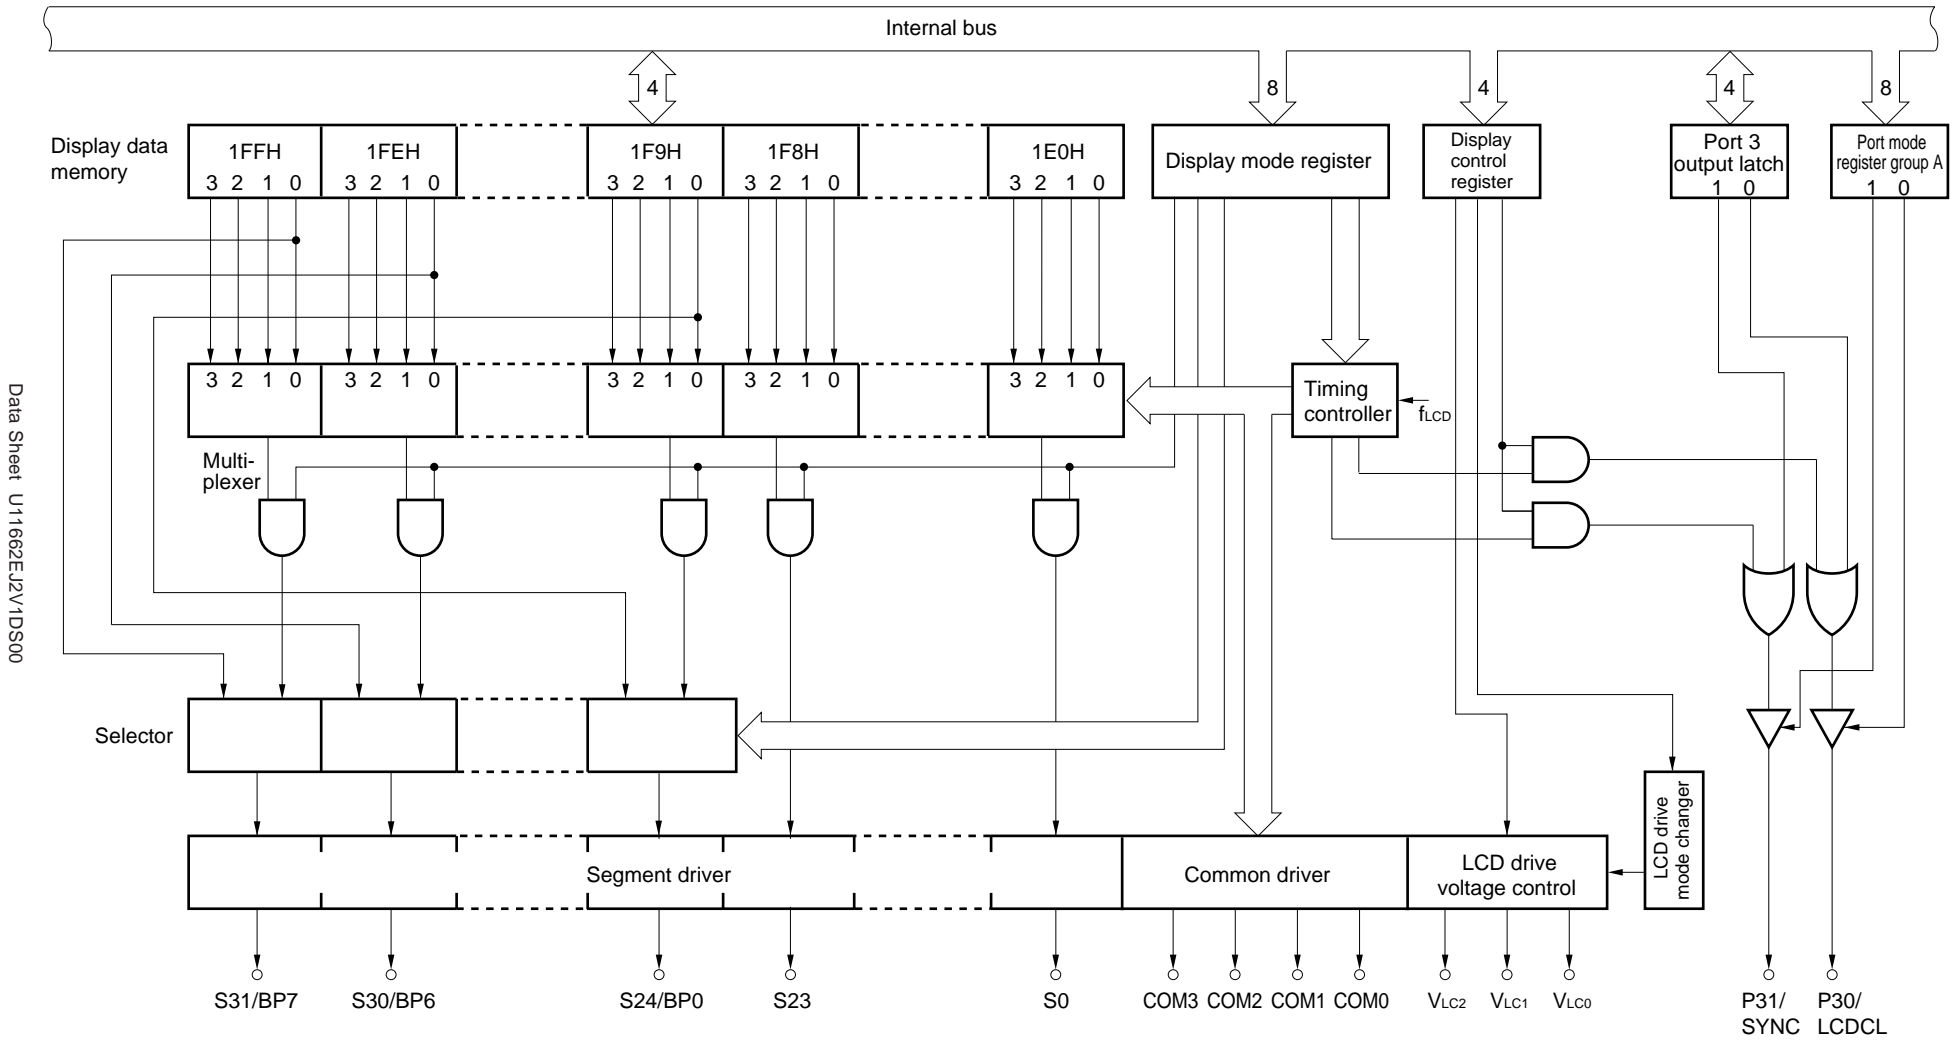 Internal bus
4
8
4
4
8
Display data
memory
1FFH
3 2 1 0
1FEH
3 2 1 0
1F9H
3 2 1 0
1F8H
3 2 1 0
1E0H
3 2 1 0
Display mode register
Display
control
register
Port 3
output latch
1 0
Port mode
register group A
1 0
3 2 1 0
3 2 1 0
3 2 1 0
3 2 1 0
3 2 1 0
Timing
controller
fLCD
Multi-
plexer
Selector
LCD drive
mode changer
Segment driver
Common driver
LCD drive
voltage control
S31/BP7
S30/BP6
S24/BP0
S23
S0
COM3
COM2
COM1
COM0
VLC2
VLC1
VLC0
P31/
SYNC
P30/
LCDCL
Data Sheet U11662EJ2V1DS00